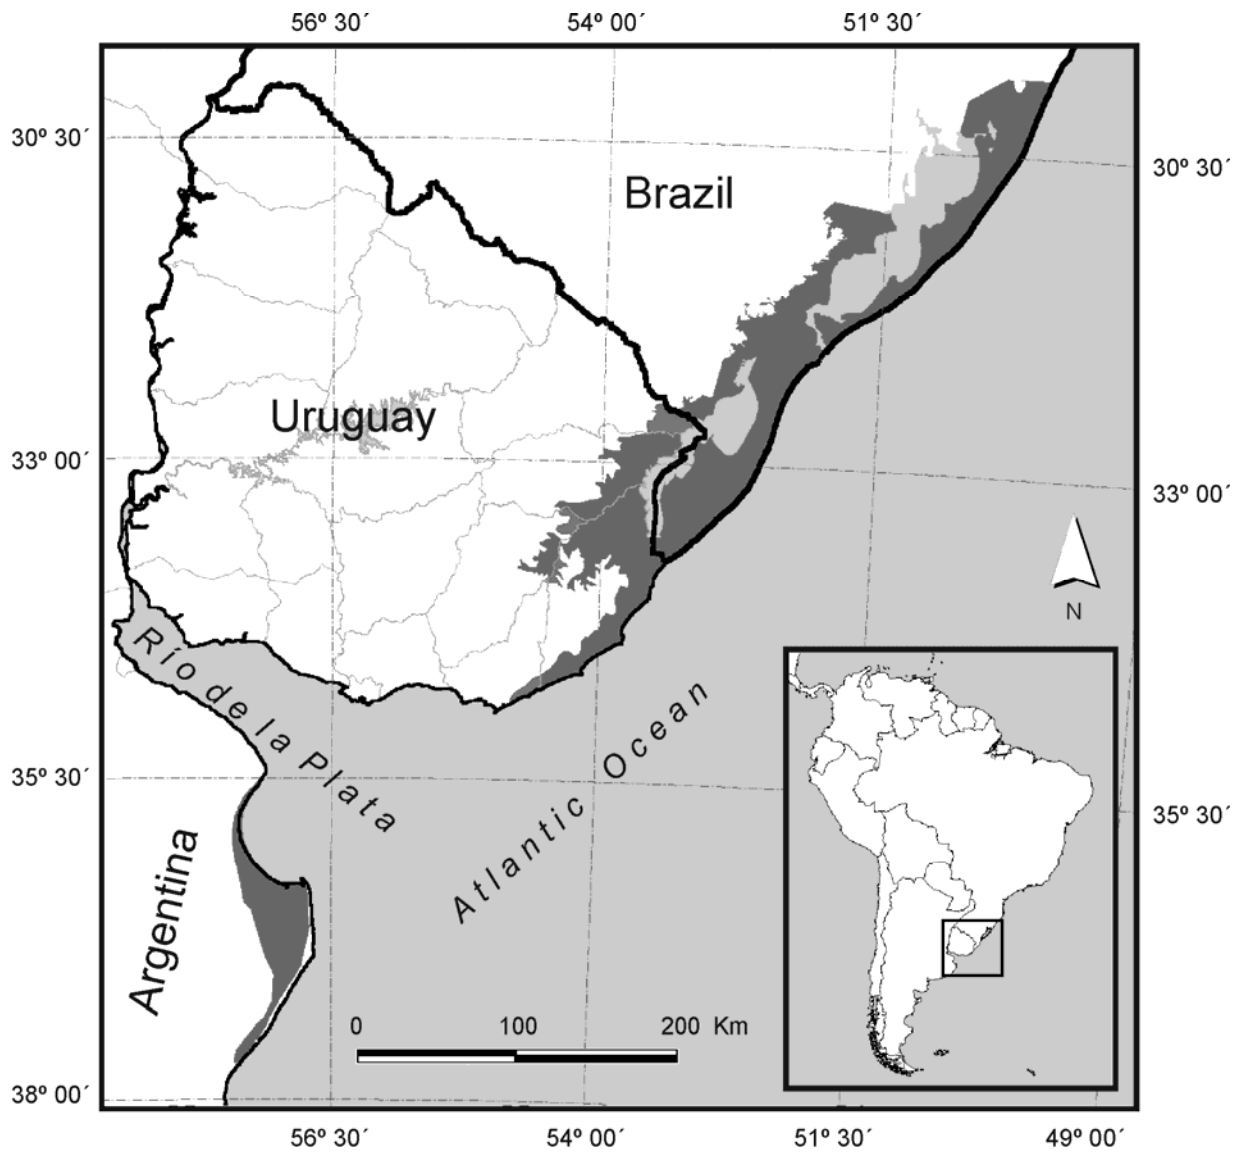 56º 30´ 54º 00´ 51º 30´
30º 30´
30º 30´
Brazil
Uruguay
33º 00´
33º 00´
N
Río de la Plata
Atlantic Ocean
35º 30´
35º 30´
Argentina
0 100 200 Km
38º 00´
56º 30´ 54º 00´ 51º 30´ 49º 00´